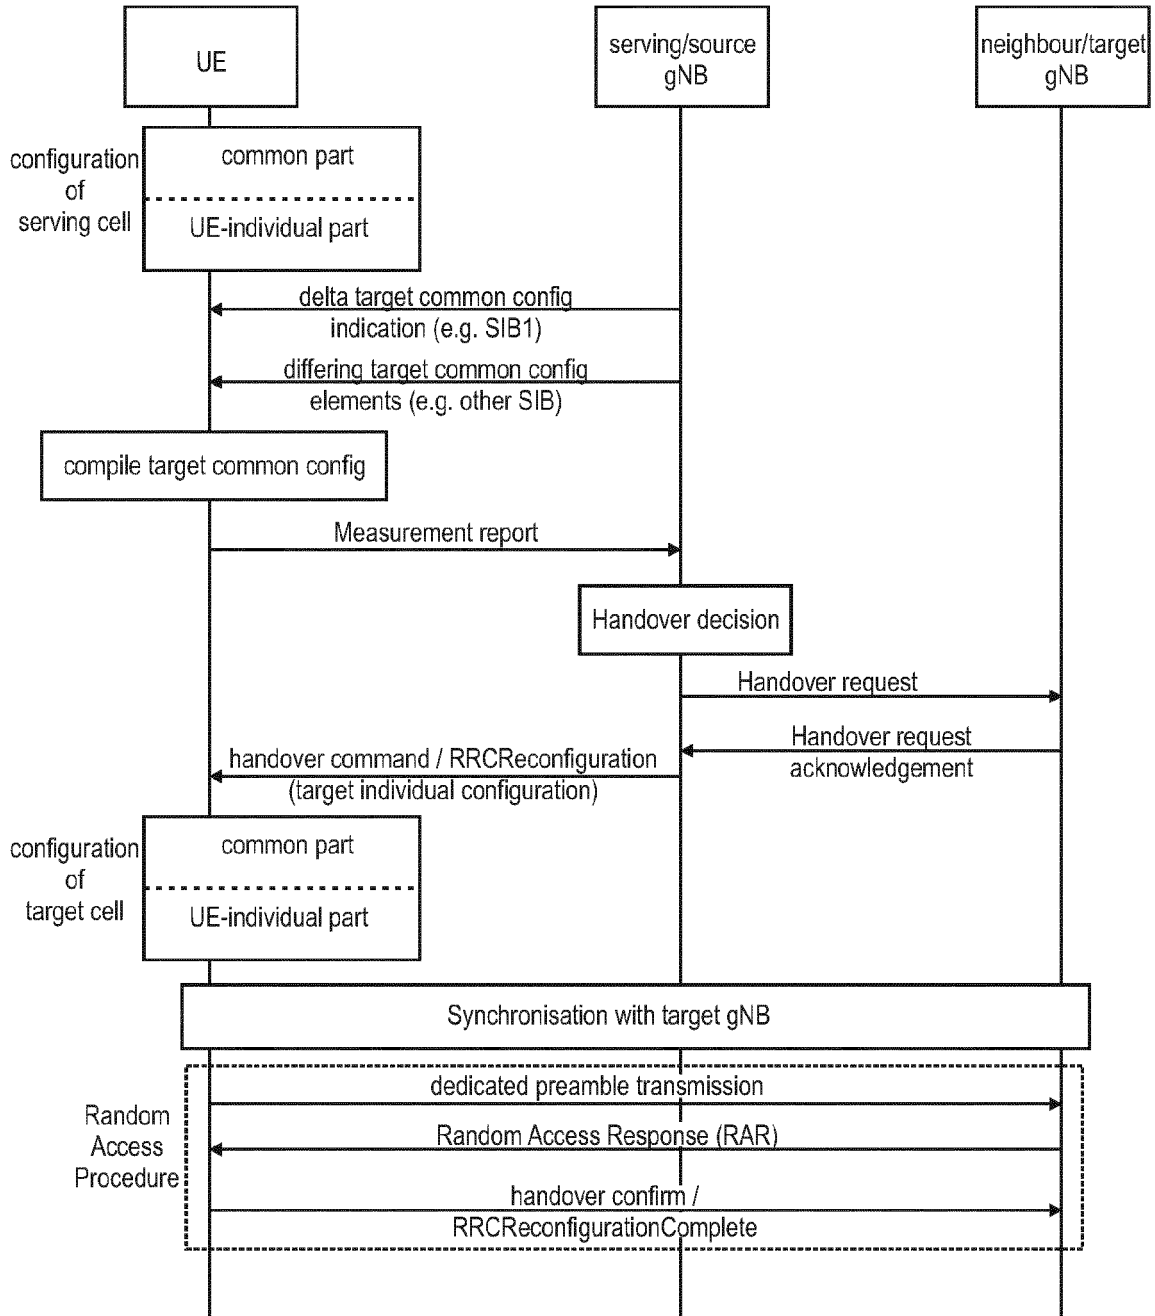 UE
serving/source
gNB
neighbour/target
gNB
configuration
of
serving cell
common part
UE-individual part
delta target common config
indication (e.g. SIB1)
differing target common config
elements (e.g. other SIB)
compile target common config
Measurement report
Handover decision
Handover request
Handover request
acknowledgement
handover command / RRCReconfiguration
(target individual configuration)
configuration
of
target cell
common part
UE-individual part
Synchronisation with target gNB
Random
Access
Procedure
dedicated preamble transmission
Random Access Response (RAR)
handover confirm /
RRCReconfigurationComplete